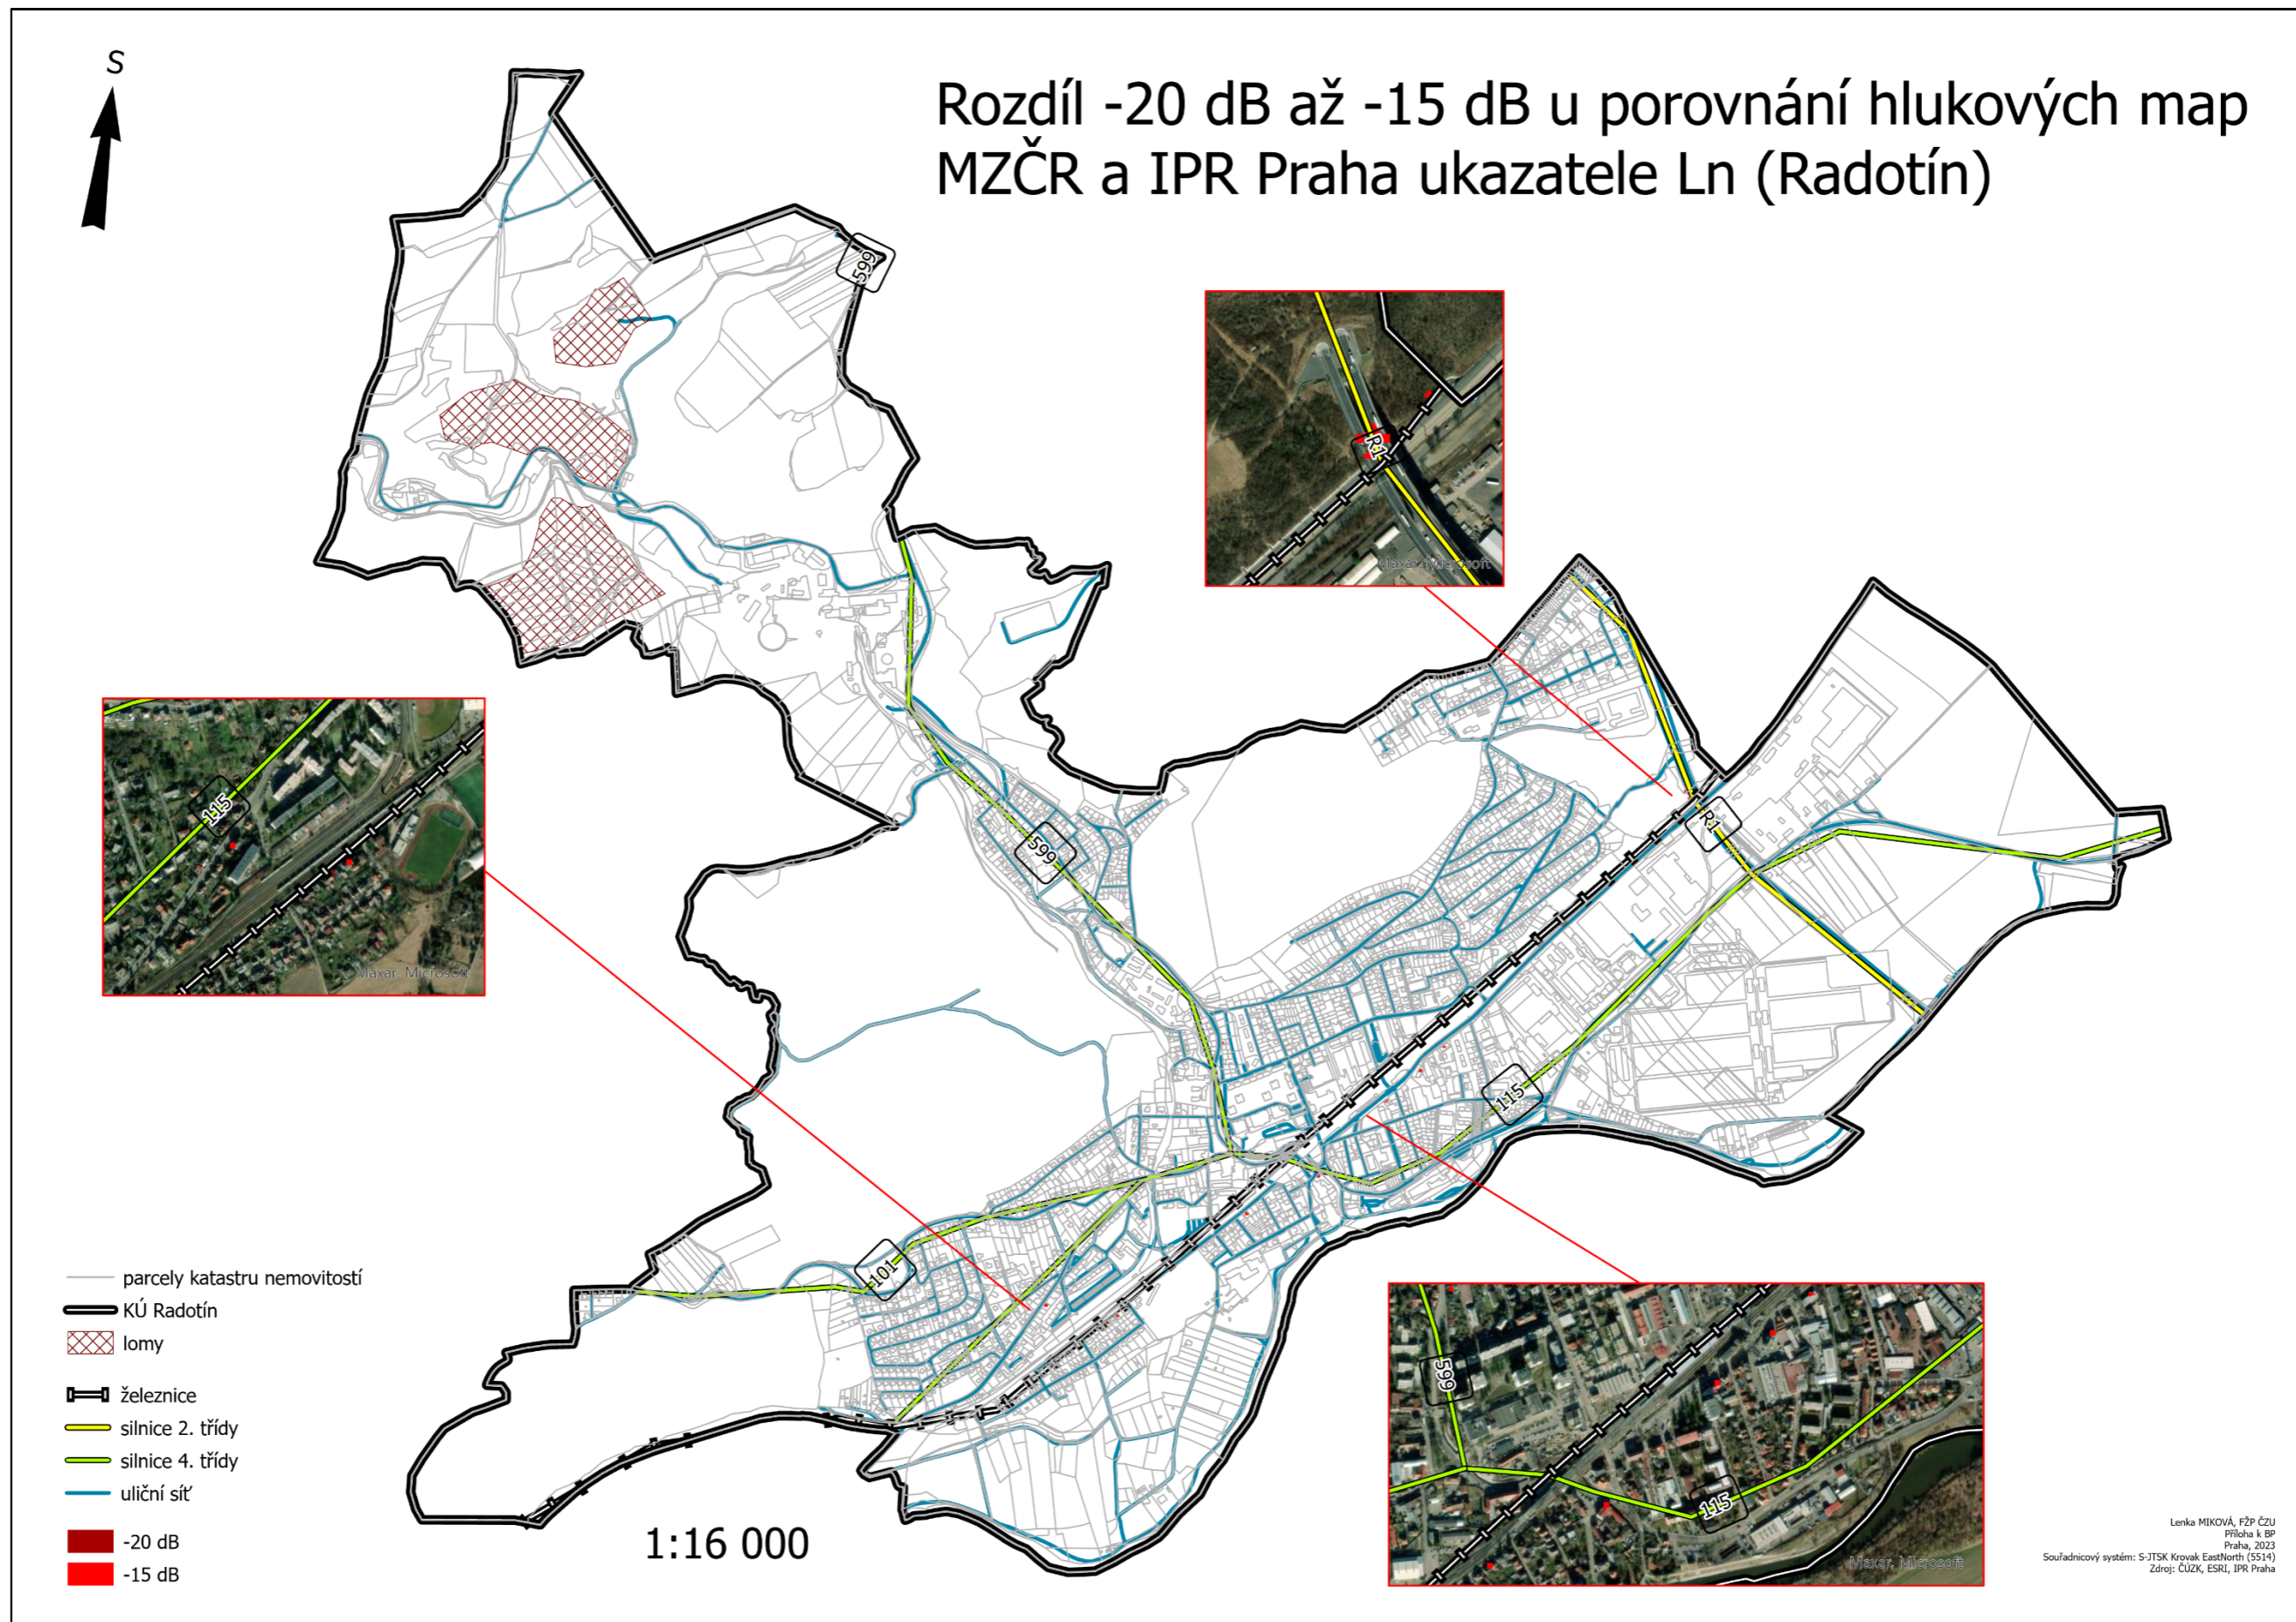 S
Rozdíl -20 dB až -15 dB u porovnání hlukových map
MZČR a IPR Praha ukazatele Ln (Radotín)
599
R1
Maxar, Microsoft
115
Maxar, Microsoft
R1
599
115
101
599
115
Maxar, Microsoft
parcely katastru nemovitostí
KÚ Radotín
lomy
železnice
silnice 2. třídy
silnice 4. třídy
uliční síť
-20 dB
-15 dB
1:16 000
Lenka MIKOVÁ, FŽP ČZU
Příloha k BP
Praha, 2023
Souřadnicový systém: S-JTSK Krovak EastNorth (5514)
Zdroj: ČÚZK, ESRI, IPR Praha